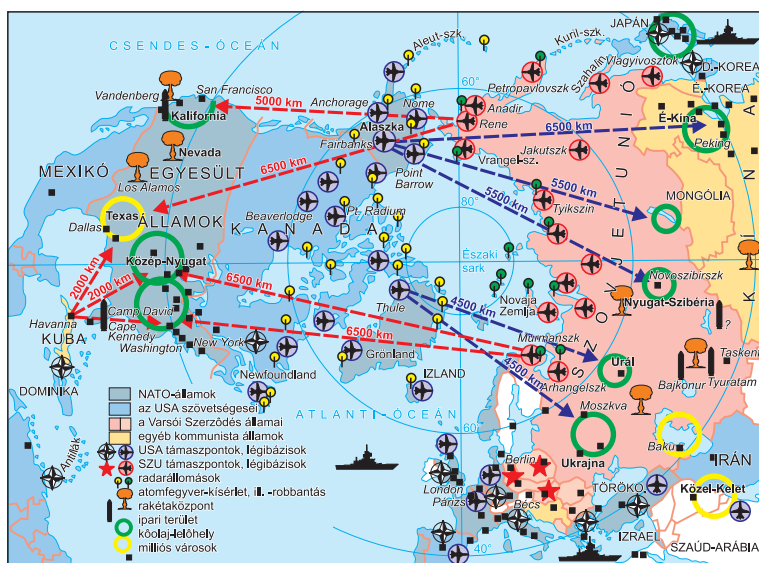 CSENDES-ÓCEÁN
Aleut-szk.
Kuril-szk.
JAPÁN
Szahalin
Vlagyivosztok
D.-KOREA
É. KOREA
Petropavlovszk
60°
San Francisco
Vandenberg
Kalifornia
5000 km
Anchorage
Nome
Anadir
Rene
Alaszka
Fairbanks
6500 km
É-Kína
Peking
Nevada
MEXIKÓ
EGYESÜLT
ÁLLAMOK
6500 km
Los Alamos
Point
Barrow
Vrangel-sz.
Jakutszk
5500 km
5500 km
MONGÓLIA
KÍNA
Texas
Dallas
Beaverlodge
Pt. Radium
KANADA
80°
Tyikszin
SZOVJETUNIÓ
Közép-Nyugat
2000 km
2000 km
6500 km
Északi
sark
Novoszibirszk
Nyugat-Szibéria
Novaja
Zemlja
Thule
4500 km
Havanna
KUBA
Camp David
Cape
Kennedy
Washington
New York
6500 km
Murmanszk
4500 km
?
Taskent
Grönland
Urál
Bajkonur
Tyuratam
Arhangelszk
Newfoundland
IZLAND
DOMINIKA
Moszkva
ATLANTI-ÓCEÁN
60°
Ukrajna
Baku
IRÁN
Antillák
Berlin
London
Párizs
Bécs
TÖRÖKO.
Közel-Kelet
40°
IZRAEL
SZAÚD-ARÁBIA
NATO-államok
az USA szövetségesei
a Varsói Szerződés államai
egyéb kommunista államok
USA támaszpontok, légibázisok
SZU támaszpontok, légibázisok
radarállomások
atomfegyver-kísérlet, ill. -robbantás
rakétaközpont
ipari terület
kőolaj-lelőhely
milliós városok